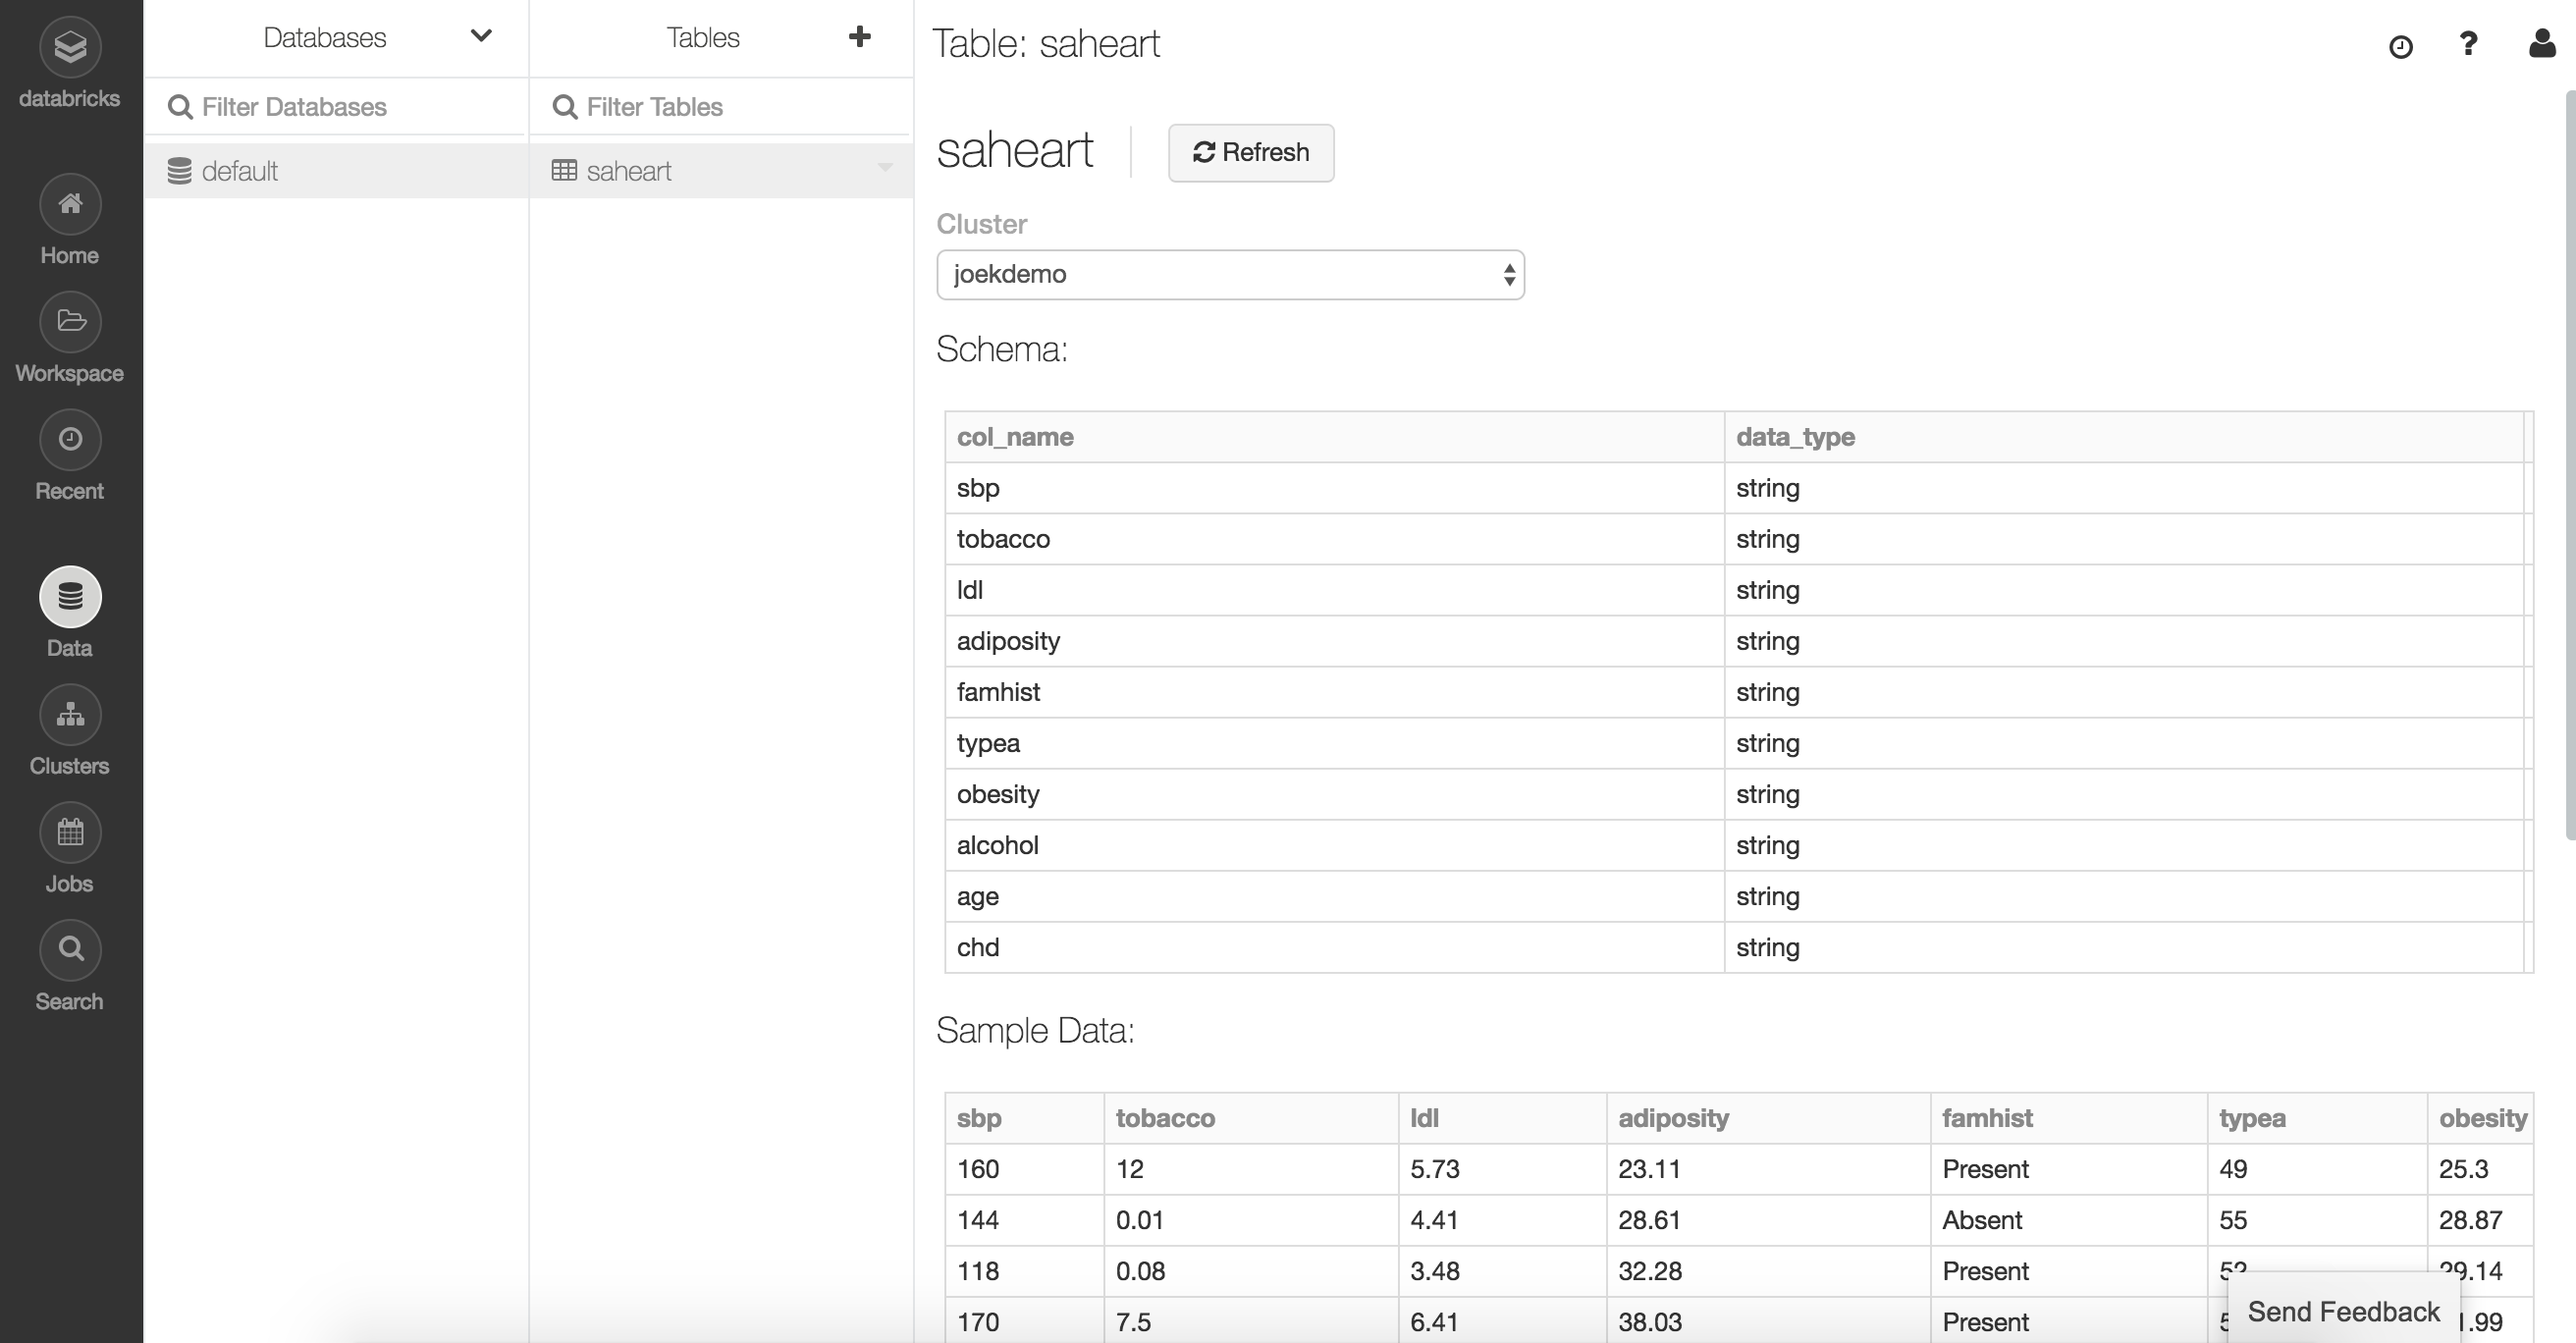 databricks
Home
Workspace
Recent
Data
Clusters
Jobs
Search
Databases
Filter Databases
default
Tables
Filter Tables
saheart
Table: saheart
saheart
Refresh
Cluster
joekdemo
Schema:
col_name data_type
sbp string
tobacco string
ldl string
adiposity string
famhist string
typea string
obesity string
alcohol string
age string
chd string
Sample Data:
sbp tobacco ldl adiposity famhist typea obesity
160 12 5.73 23.11 Present 49 25.3
144 0.01 4.41 28.61 Absent 55 28.87
118 0.08 3.48 32.28 Present 52 29.14
170 7.5 6.41 38.03 Present
Send Feedback